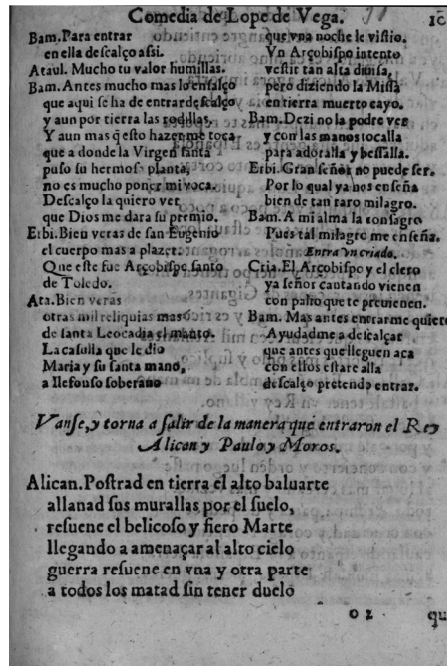 Comedia de Lope de Vega.
Bam. Para entrar
en ella descalço assi.
Ataul. Mucho tu valor humillas.
Bam. Antes mucho mas lo ensalço
que aqui se ha de entrar descalço
y aun por tierra las rodillas.
Y aun mas q̃ esto hazer me toca
que a donde la Virgen santa
puso su hermosa planta,
no es mucho poner mi voca.
Descalço la quiero ver
que Dios me dara su premio.
Erbi. Bien veras de san Eugenio
el cuerpo mas a plazer.
Que este fue Arçobispo santo
de Toledo.
Ata. Bien veras
otras mil reliquias mas
de santa Leocadia el manto.
La casulla que le dio
Maria y su santa mano,
a Ilefonso soberano
que vna noche le vistio.
Vn Arçobispo intento
vestir tan alta diuisa,
pero diziendo la Missa
en tierra muerto cayo.
Bam. Dezi no la podre ver
y con las manos tocalla
para adoralla y bessalla.
Erbi. Gran señor no puede ser.
Por lo qual ya nos enseña
bien de tan raro milagro.
Bam. A mi alma la consagro
Pues tal milagro me enseña.
Entra vn criado.
Cria. El Arçobispo y el clero
ya señor cantando vienen
con palio que te preuienen.
Bam. Mas antes entrarme quiero
Ayudadme a descalçar
que antes que lleguen aca
con ellos estare alla
descalço pretendo entrar.
Vanse, y torna a salir de la manera que entraron el Rey
Alican y Paulo y Moros.
Alican. Postrad en tierra el alto baluarte
allanad sus murallas por el suelo,
resuene el belicoso y fiero Marte
llegando a amenaçar al alto cielo
guerra resuene en vna y otra parte
a todos los matad sin tener duelo
O 2
qu